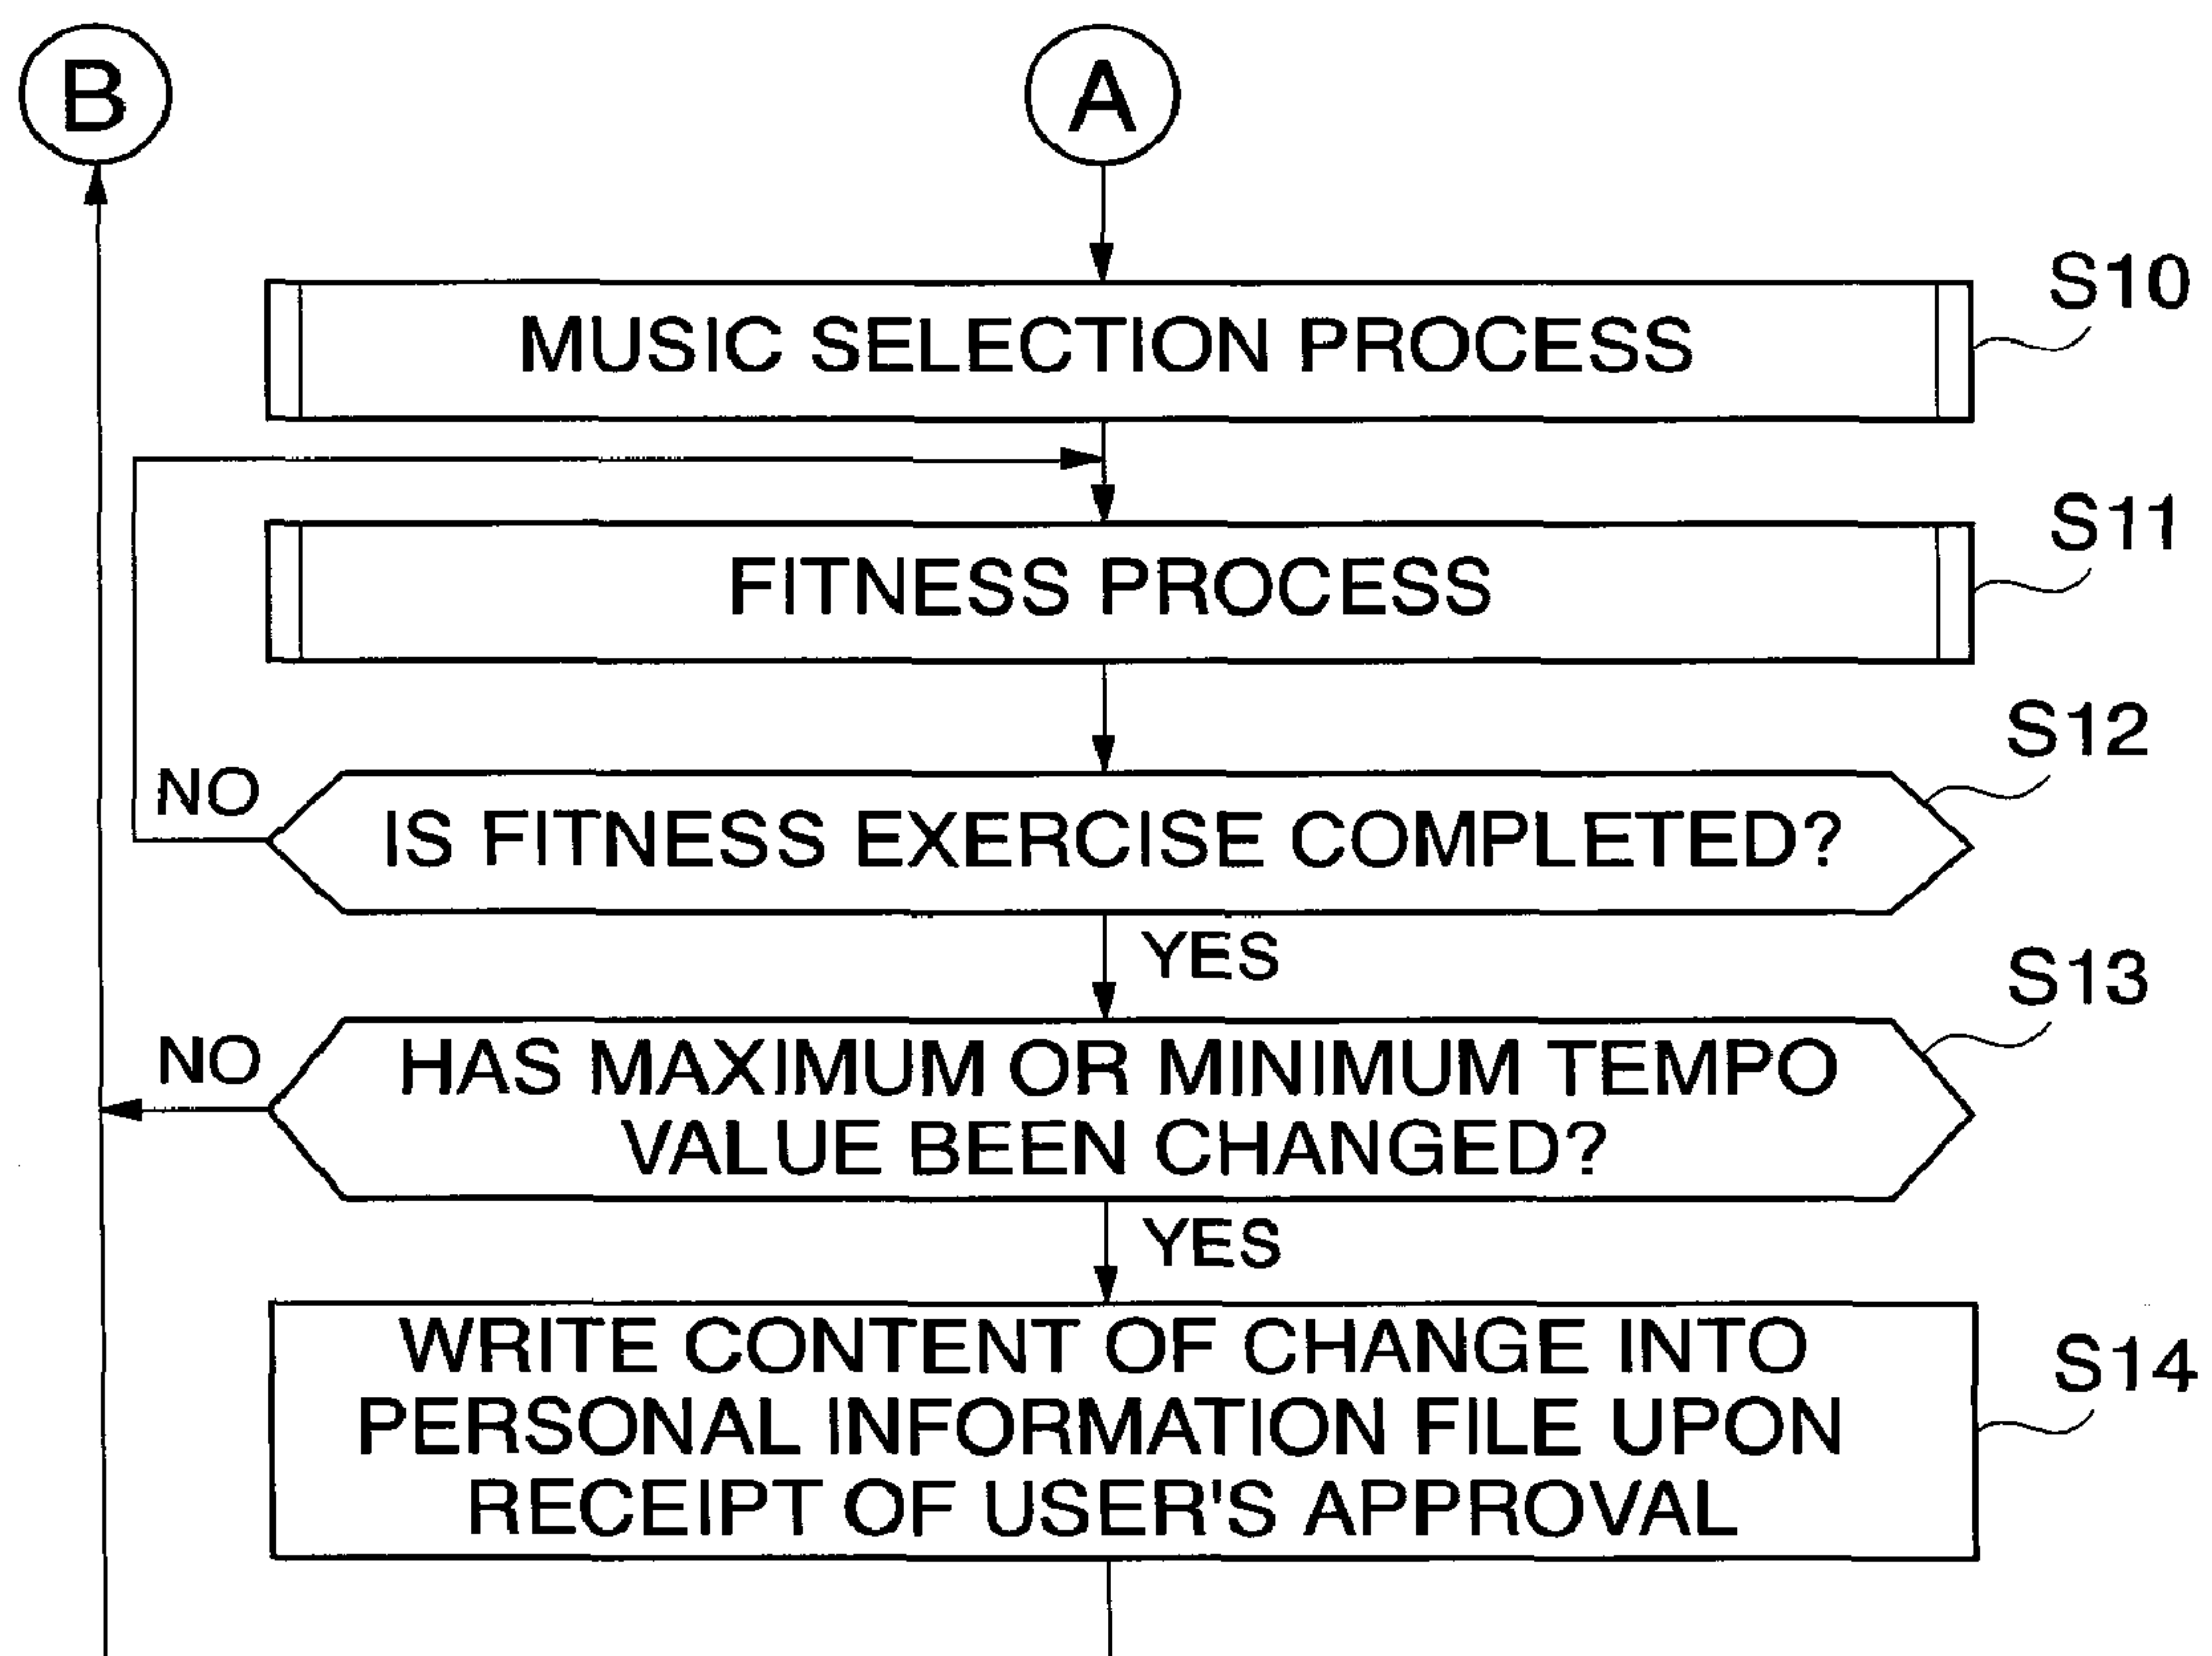 B
A
S10
MUSIC SELECTION PROCESS
S11
FITNESS PROCESS
S12
NO
IS FITNESS EXERCISE COMPLETED?
YES
S13
NO
HAS MAXIMUM OR MINIMUM TEMPO
VALUE BEEN CHANGED?
YES
WRITE CONTENT OF CHANGE INTO
S14
PERSONAL INFORMATION FILE UPON
RECEIPT OF USER'S APPROVAL